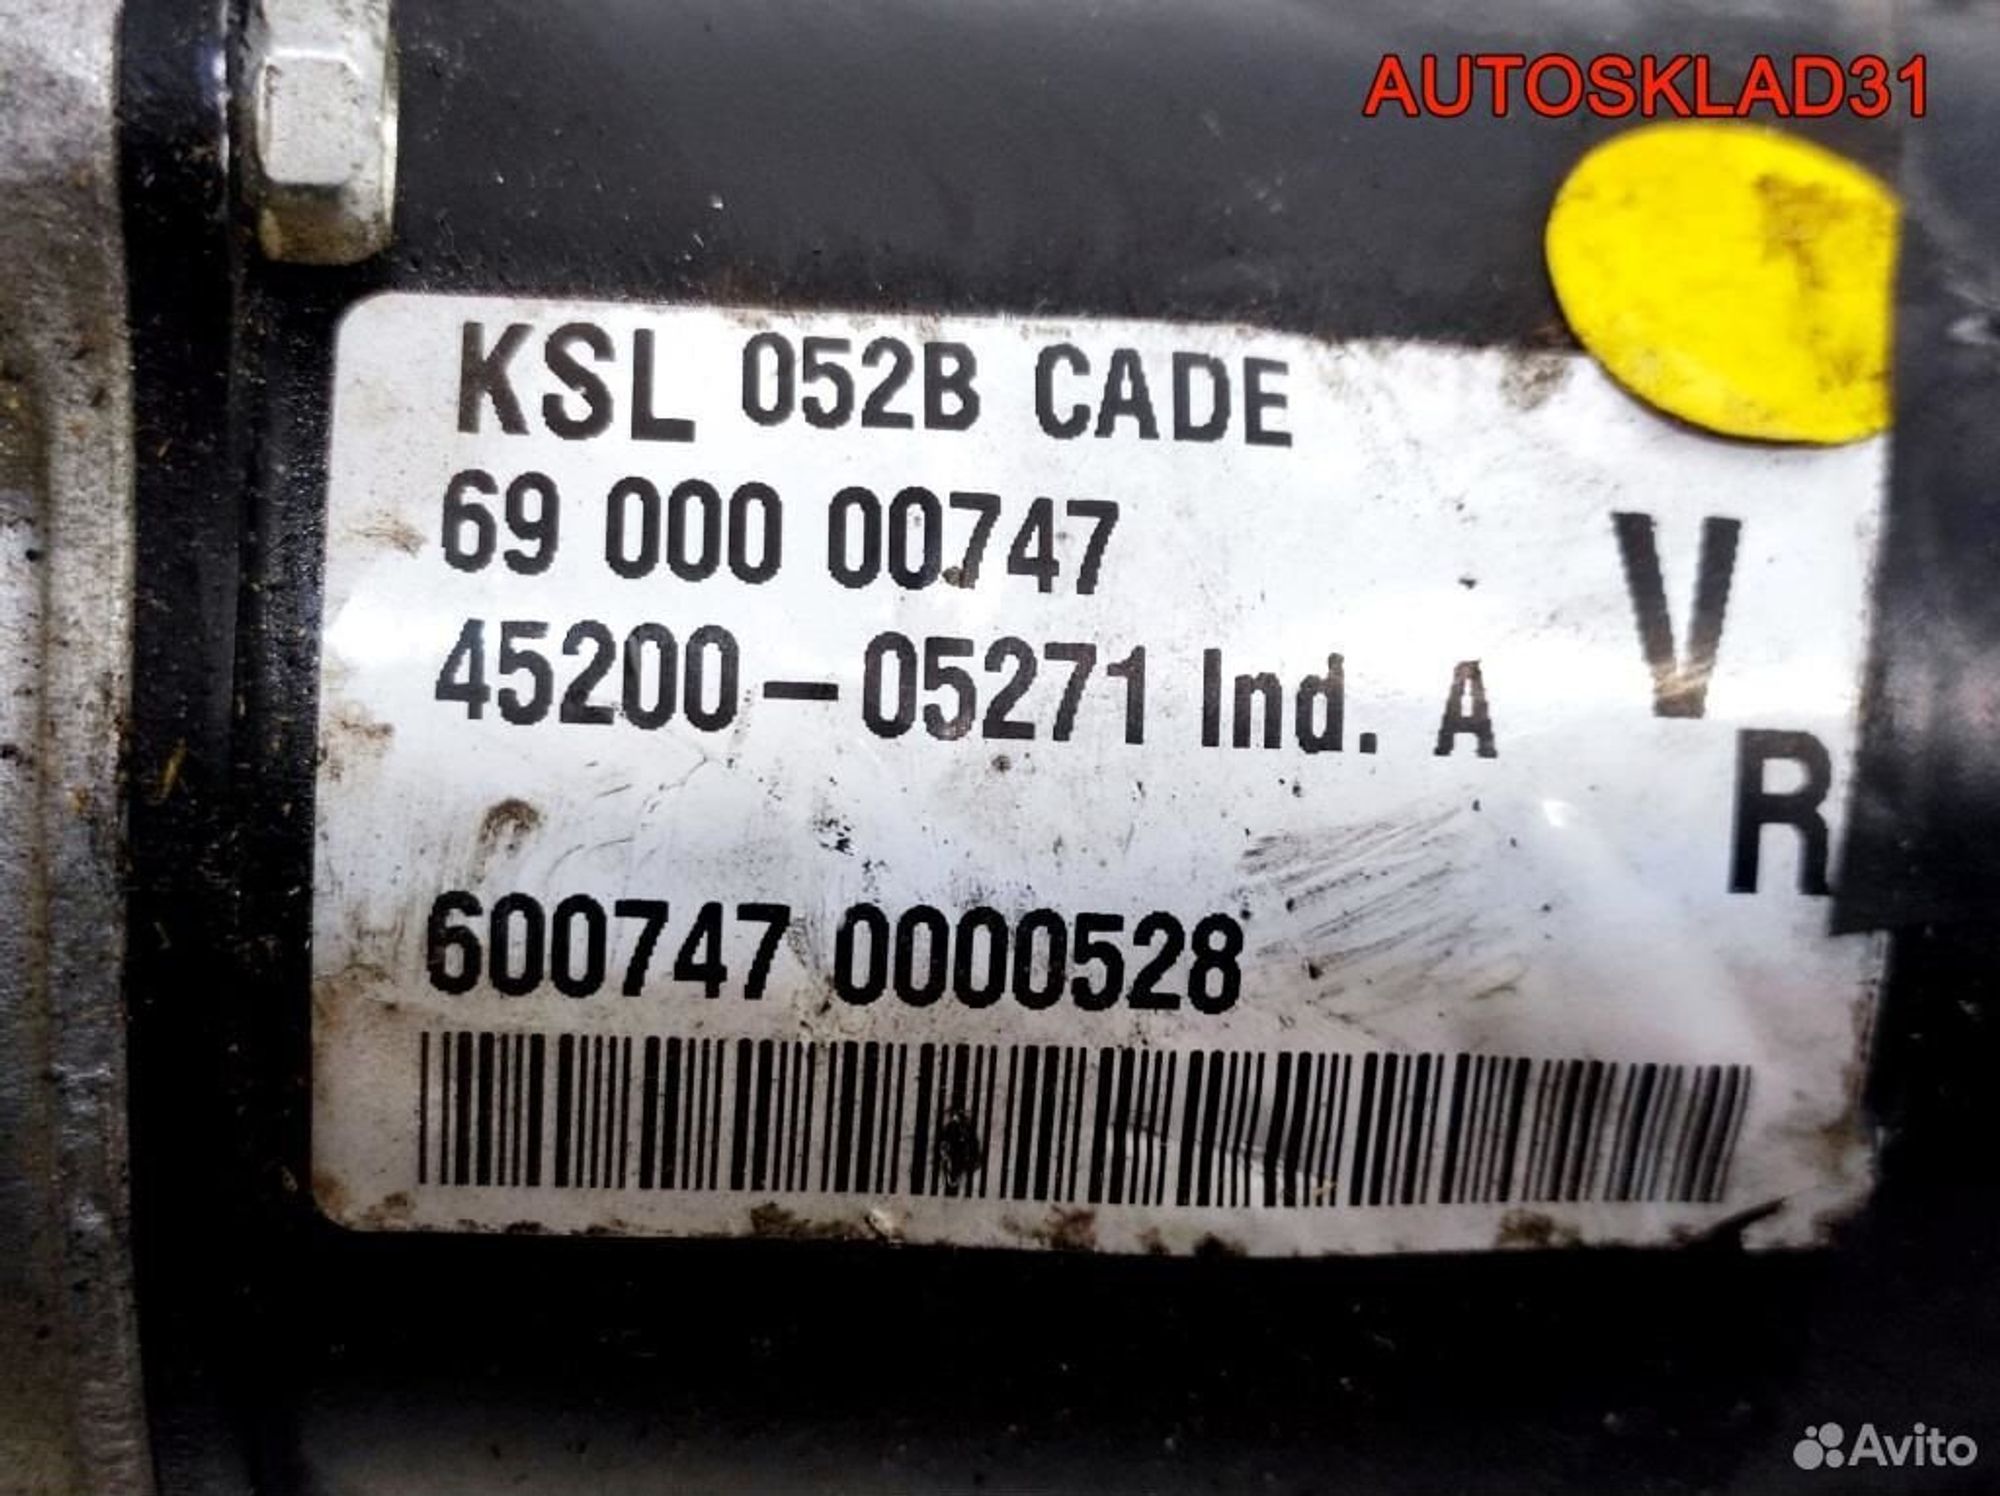 AUTOSKLAD31
KSL 052B CADE
69 000 00747
45200-05271 Ind. A
V
R
600747 0000528
Avito